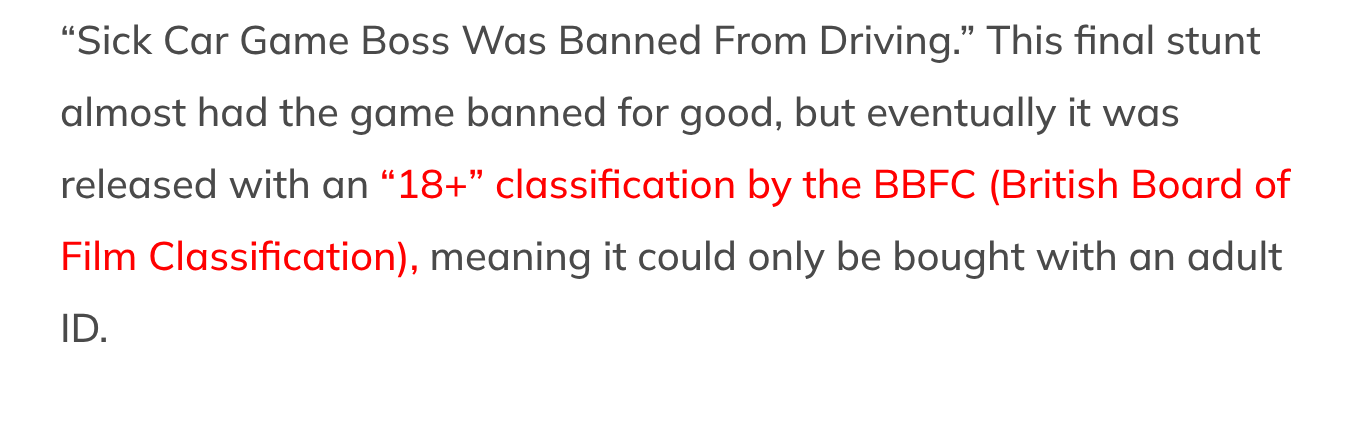 “Sick Car Game Boss Was Banned From Driving.” This final stunt
almost had the game banned for good, but eventually it was
released with an “18+” classification by the BBFC (British Board of
Film Classification), meaning it could only be bought with an adult
ID.